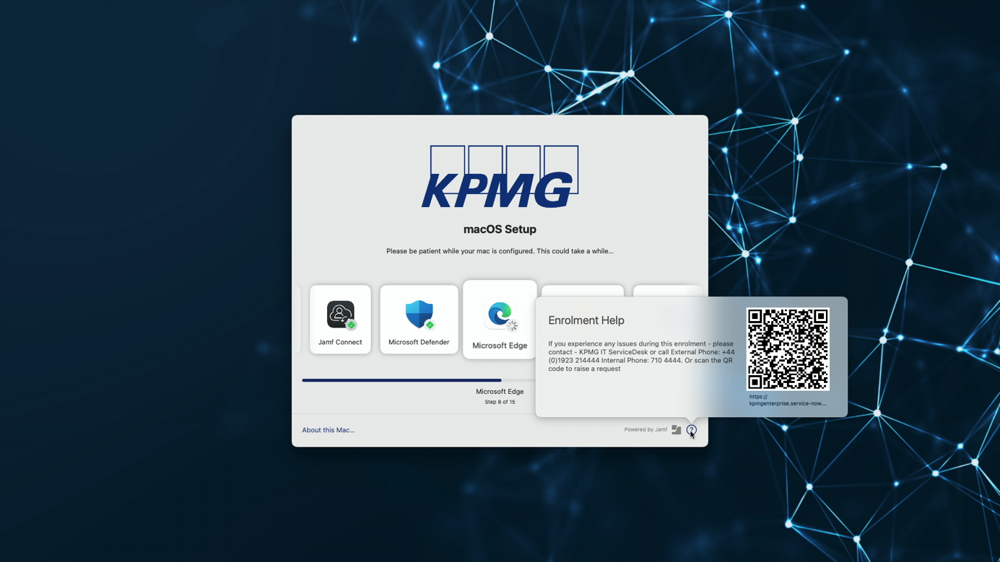 KPMG
macOS Setup
Please be patient while your mac is configured. This could take a while...
Jamf Connect
Microsoft Defender
Microsoft Edge
Enrolment Help
If you experience any issues during this enrolment - please
contact - KPMG IT ServiceDesk or call External Phone: +44
(0)1923 214444 Internal Phone: 710 4444. Or scan the QR
code to raise a request
https://
kpmgenterprise.service-now....
Microsoft Edge
Step 8 of 15
About this Mac...
Powered by Jamf
?